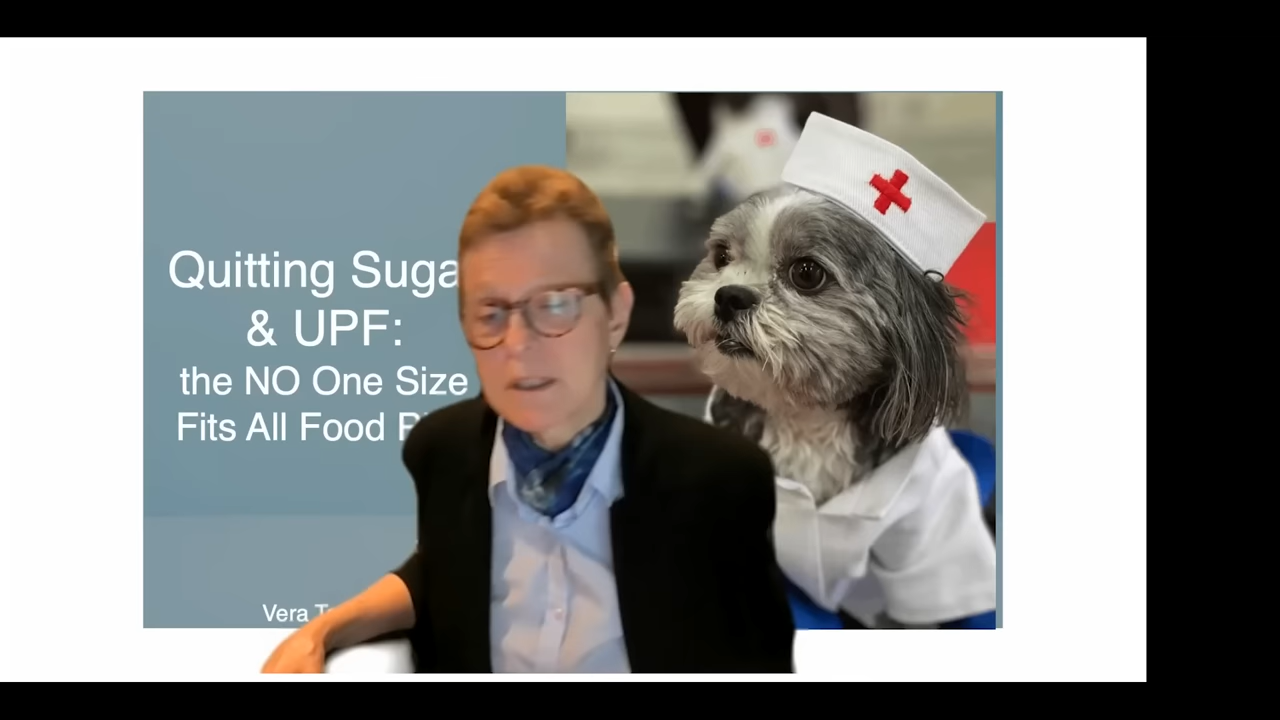 Quitting Suga
& UPF:
the NO One Size
Fits All Food
Vera